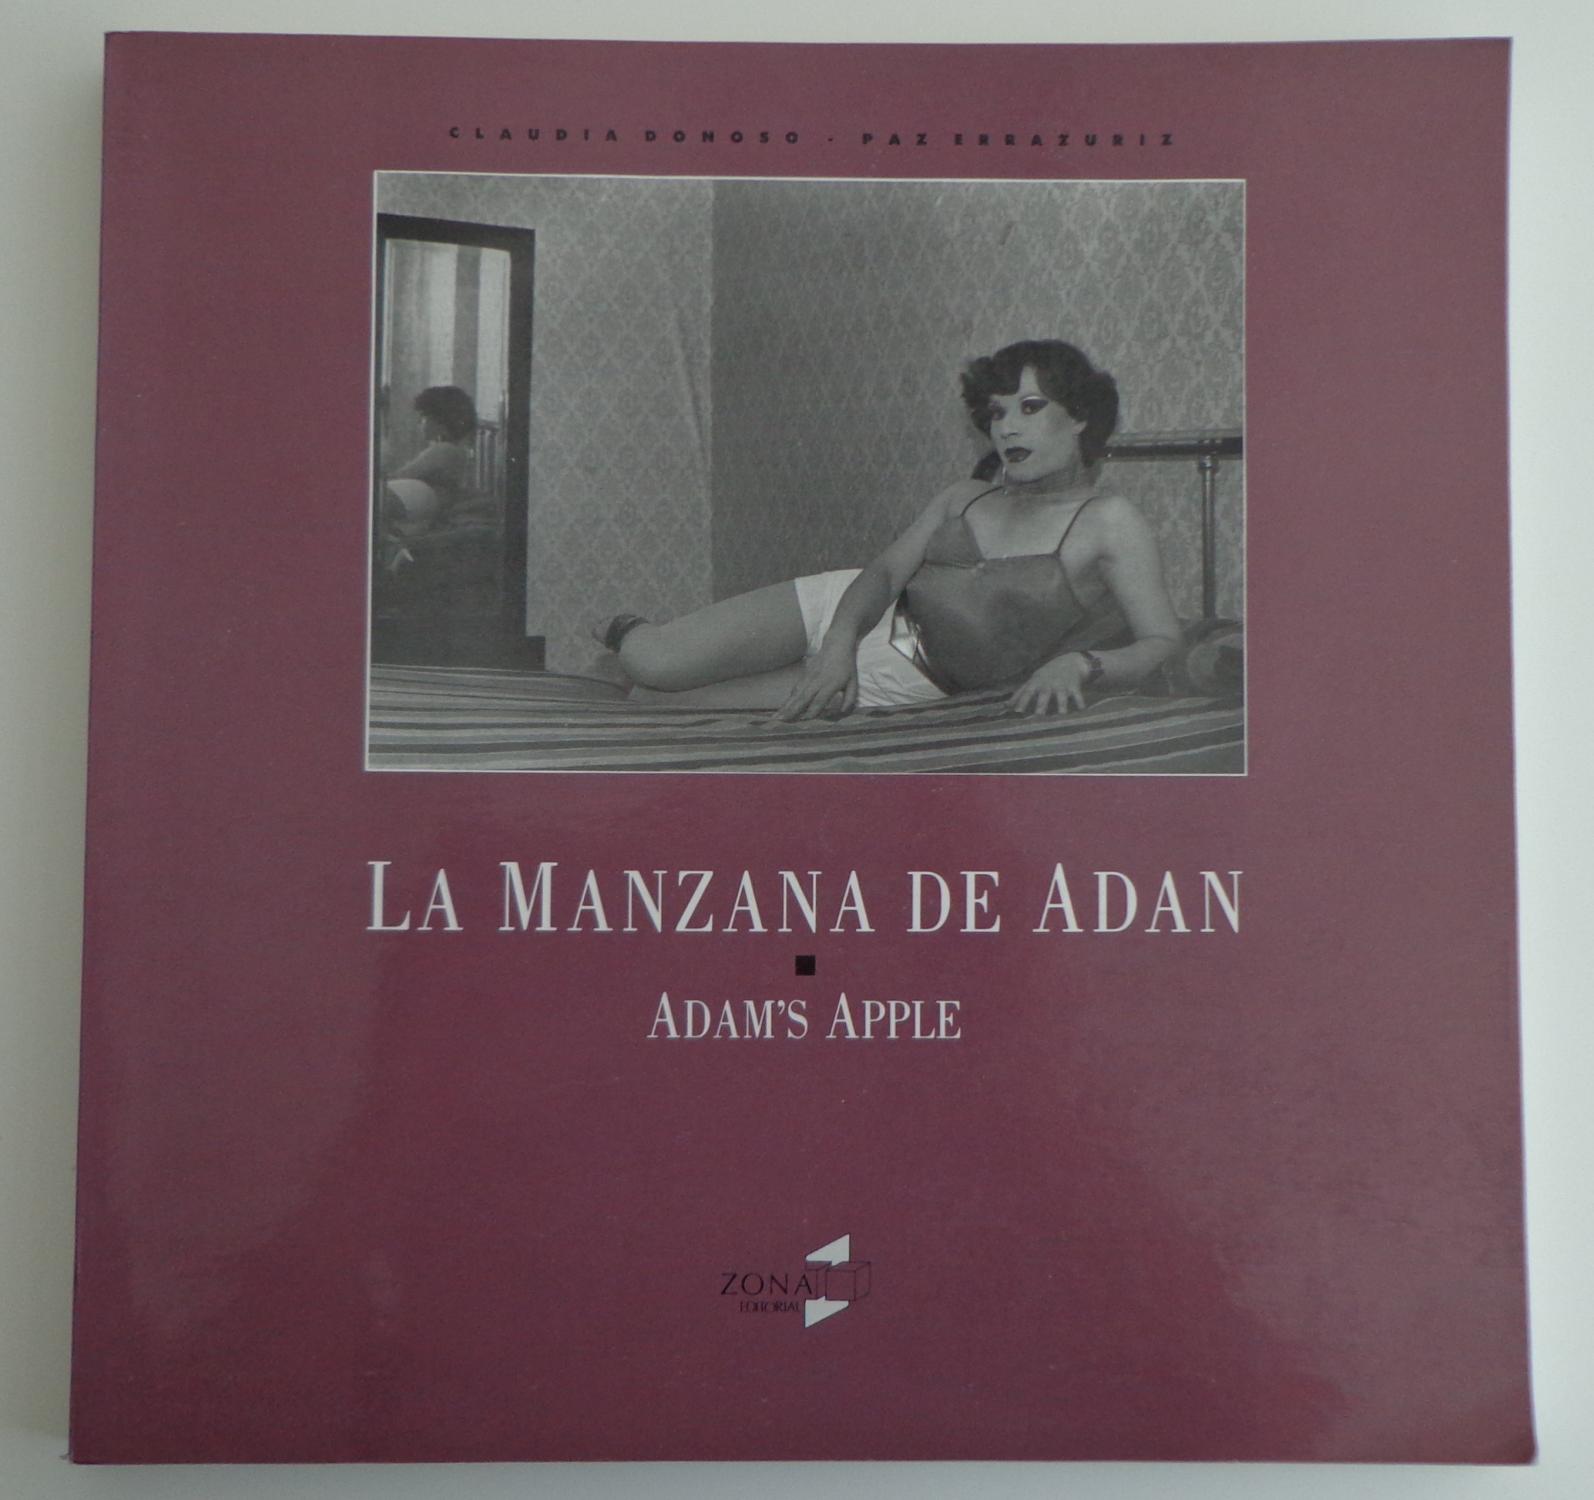 CLAUDIA DONOSO - PAZ ERRAZURIZ
LA MANZANA DE ADAN
ADAM'S APPLE
ZONA
EDITORIAL